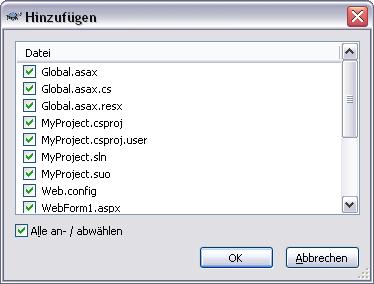 Hinzufügen
Datei
Global.asax
Global.asax.cs
Global.asax.resx
MyProject.csproj
MyProject.csproj.user
MyProject.sln
MyProject.suo
Web.config
WebForm1.aspx
Alle an- / abwählen
OK
Abbrechen